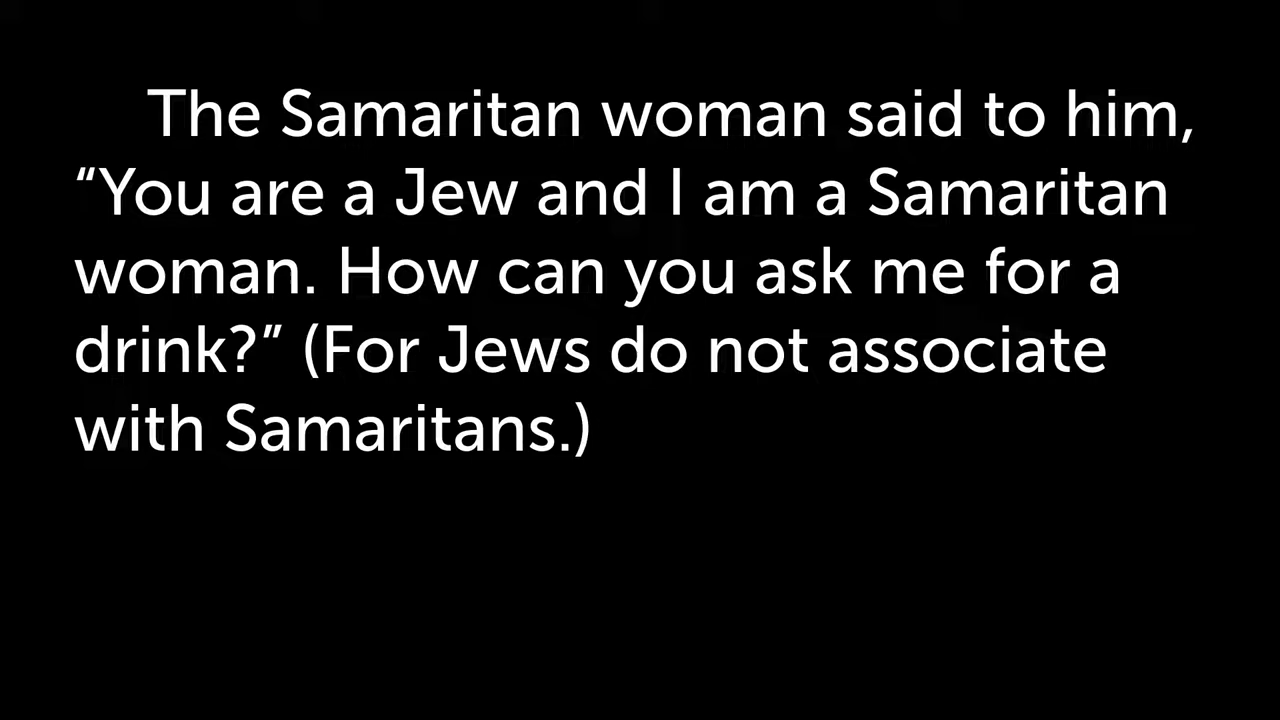 The Samaritan woman said to him,
“You are a Jew and I am a Samaritan
woman. How can you ask me for a
drink?” (For Jews do not associate
with Samaritans.)